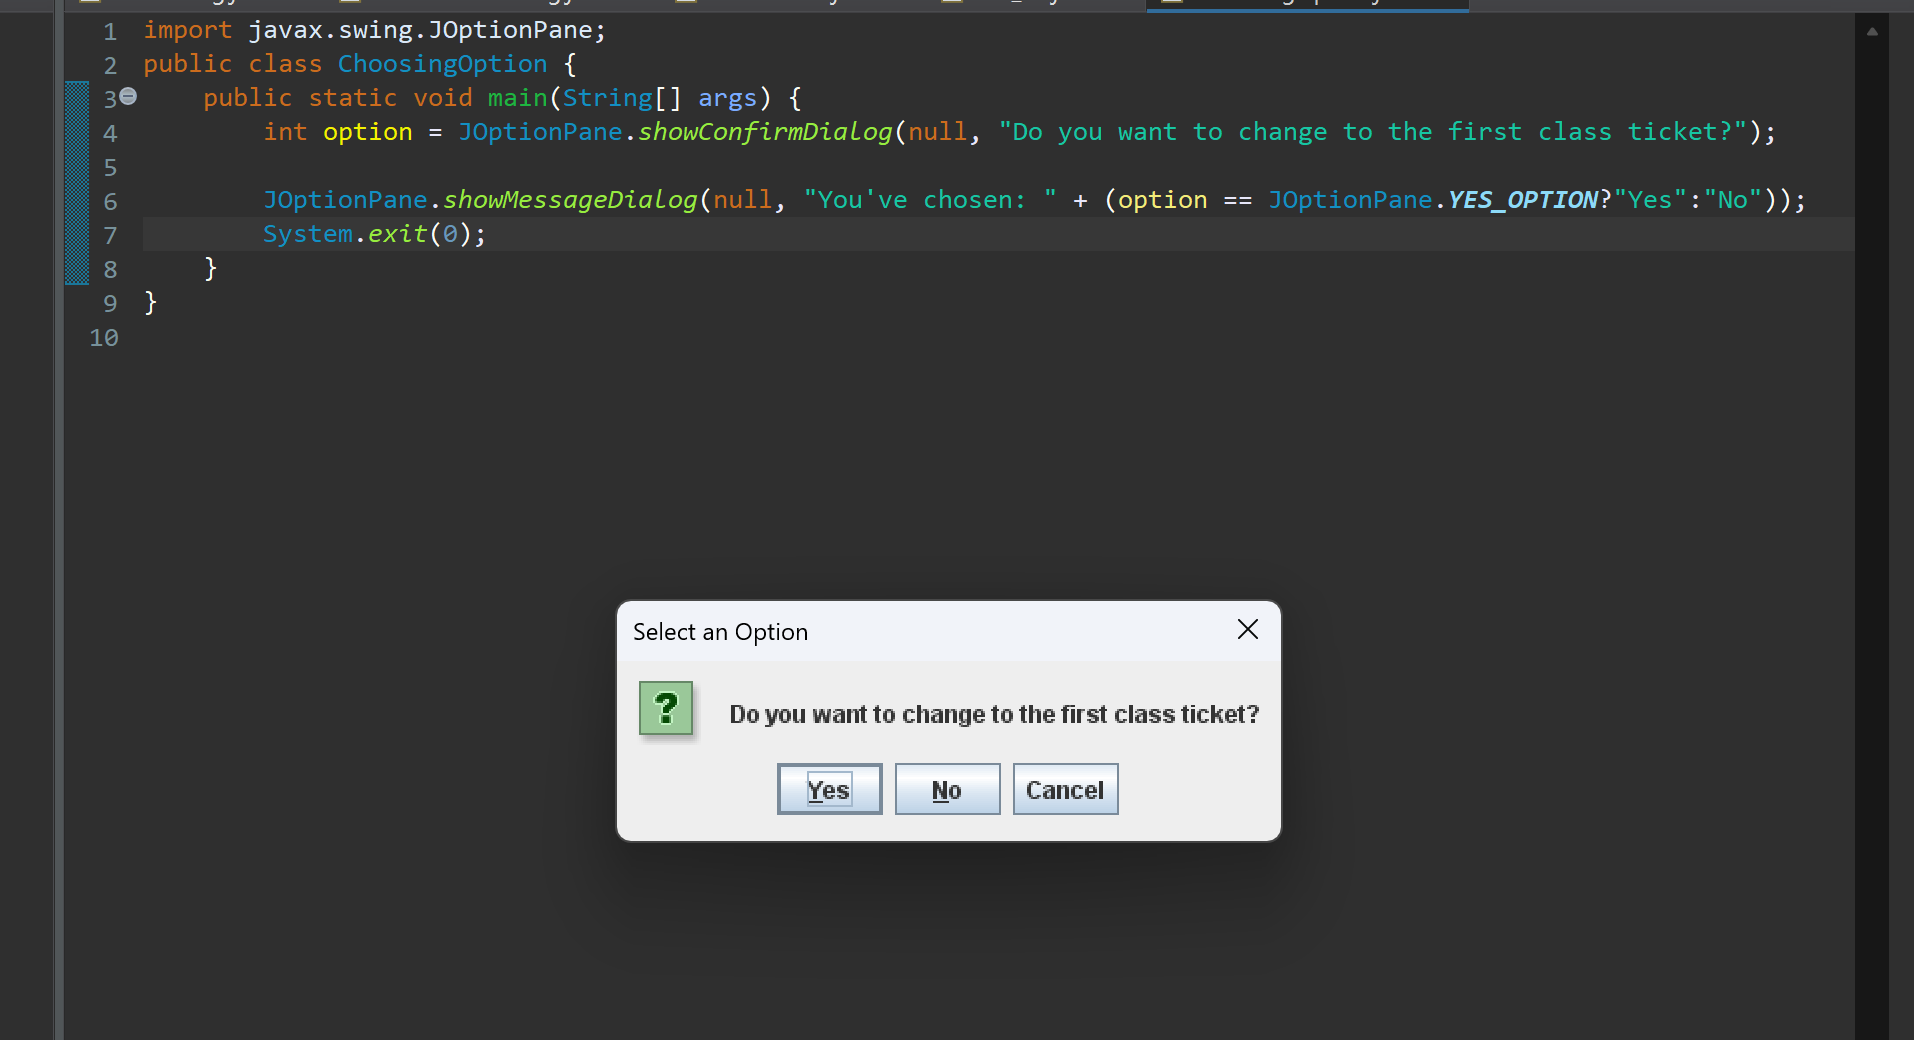 1 import javax.swing.JOptionPane;
2 public class ChoosingOption {
3 public static void main(String[] args) {
4 int option = JOptionPane.showConfirmDialog(null, "Do you want to change to the first class ticket?");
5
6 JOptionPane.showMessageDialog(null, "You've chosen: " + (option == JOptionPane.YES_OPTION?"Yes":"No"));
7 System.exit(0);
8 }
9 }
10
Select an Option
?
Do you want to change to the first class ticket?
Yes No Cancel